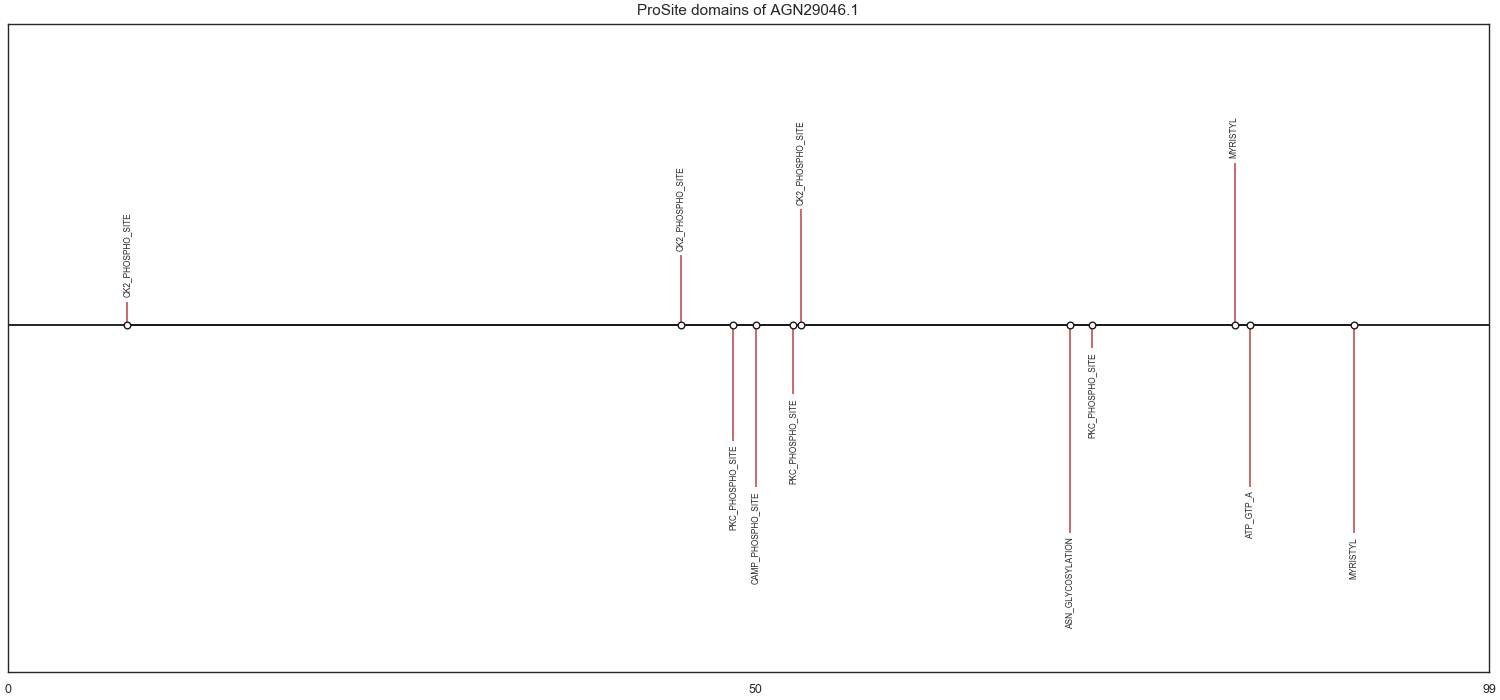 ProSite domains of AGN29046.1
CK2_PHOSPHO_SITE
CK2_PHOSPHO_SITE
PKC_PHOSPHO_SITE
CAMP_PHOSPHO_SITE
PKC_PHOSPHO_SITE
CK2_PHOSPHO_SITE
ASN_GLYCOSYLATION
PKC_PHOSPHO_SITE
MYRISTYL
ATP_GTP_A
MYRISTYL
0
50
99